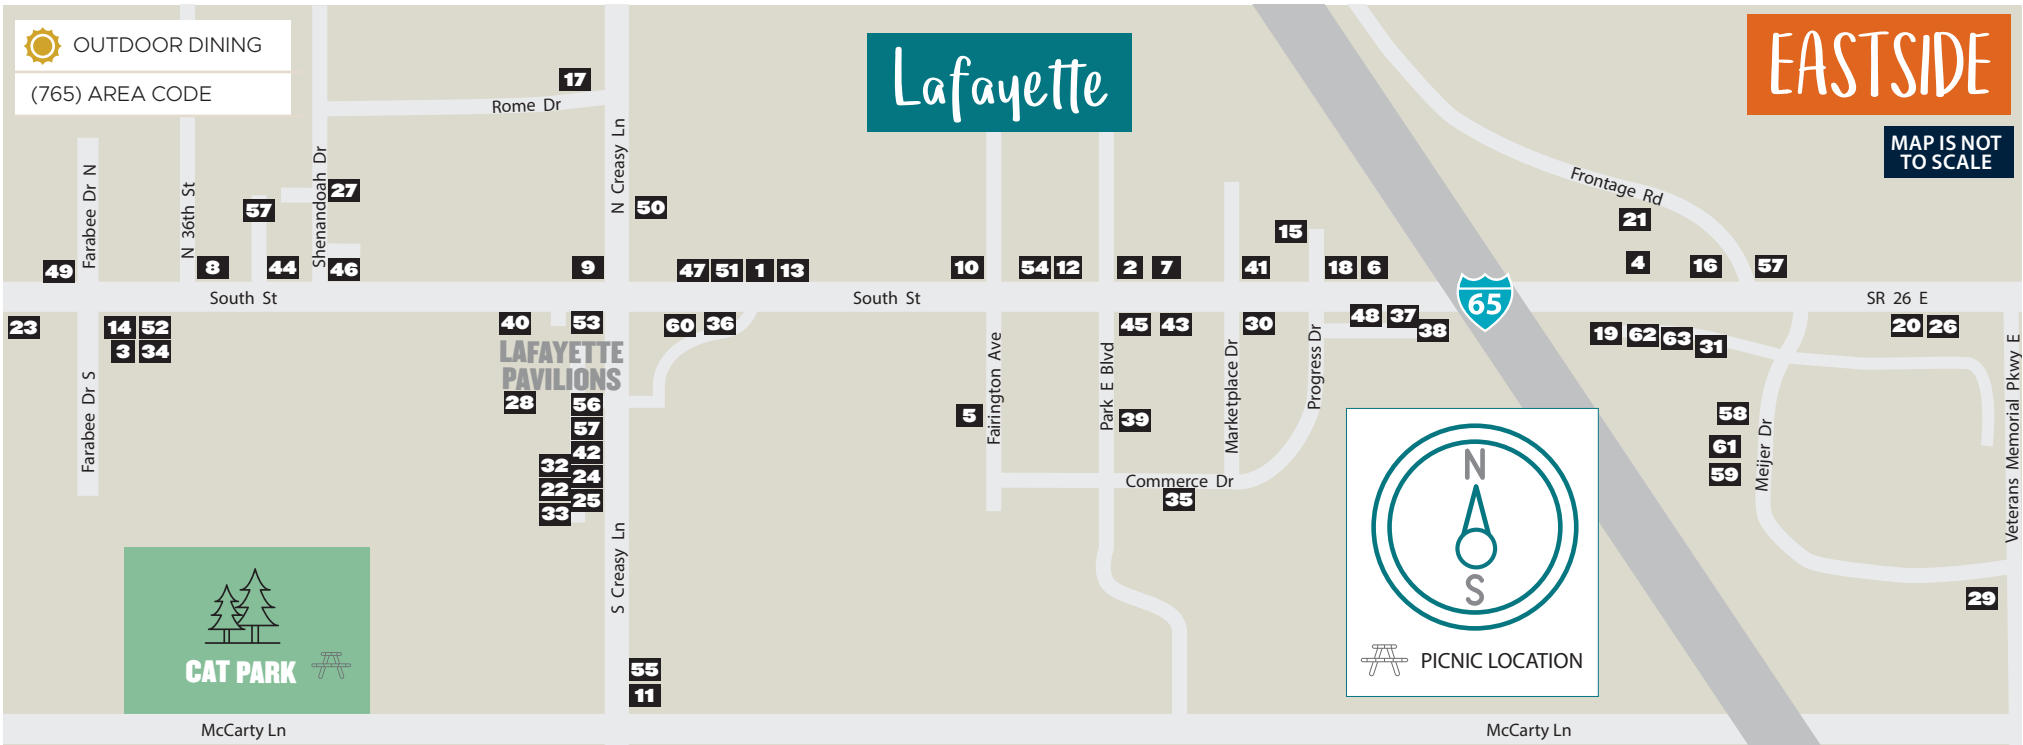 OUTDOOR DINING
(765) AREA CODE
Lafayette
EASTSIDE
MAP IS NOT
TO SCALE
17
Rome Dr
N Creasy Ln
Farabee Dr N
N 36th St
Shenandoah Dr
27
57
50
Frontage Rd
21
15
49
8
44
46
9
47 51 1 13
10
54 12
2 7
41
18 6
4
16
57
South St
South St
65
SR 26 E
23
14 52
3 34
40
53
60 36
45 43
30
48 37
38
19 62 63 31
20 26
LAFAYETTE
PAVILIONS
28
56
57
42
32
24
22
25
33
Farabee Dr S
5
Fairington Ave
Park E Blvd
39
Marketplace Dr
Progress Dr
58
61
59
Meijer Dr
Veterans Memorial Pkwy E
Commerce Dr
35
N
S
PICNIC LOCATION
S Creasy Ln
29
CAT PARK
55
11
McCarty Ln
McCarty Ln